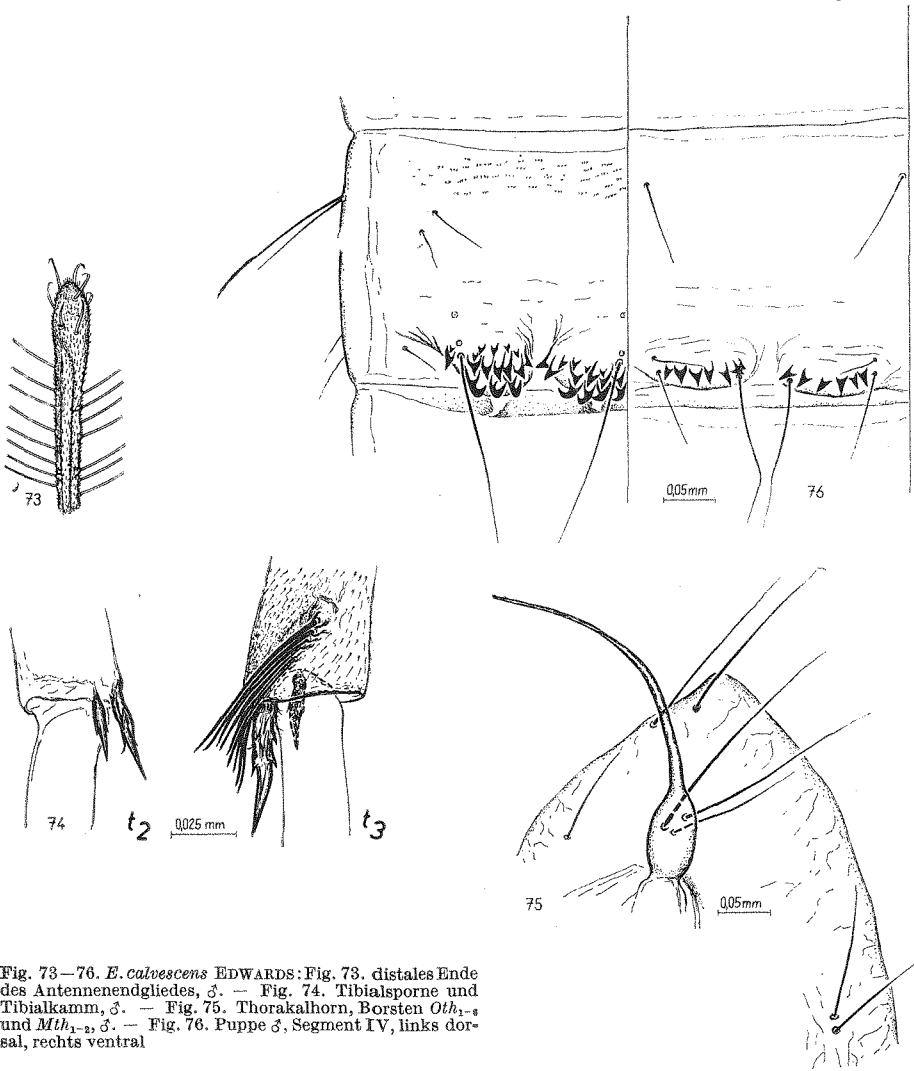 73
0,05mm
76
74
t2
0,025 mm
t3
75
0,05mm
Fig. 73—76. E. calvescens EDWARDS: Fig. 73. distales Ende
des Antennenendgliedes, ♂. — Fig. 74. Tibialsporne und
Tibialkamm, ♂. — Fig. 75. Thorakalhorn, Borsten Oth₁₋₆
und Mth₁₋₂, ♂. — Fig. 76. Puppe ♂, Segment IV, links dor-
sal, rechts ventral